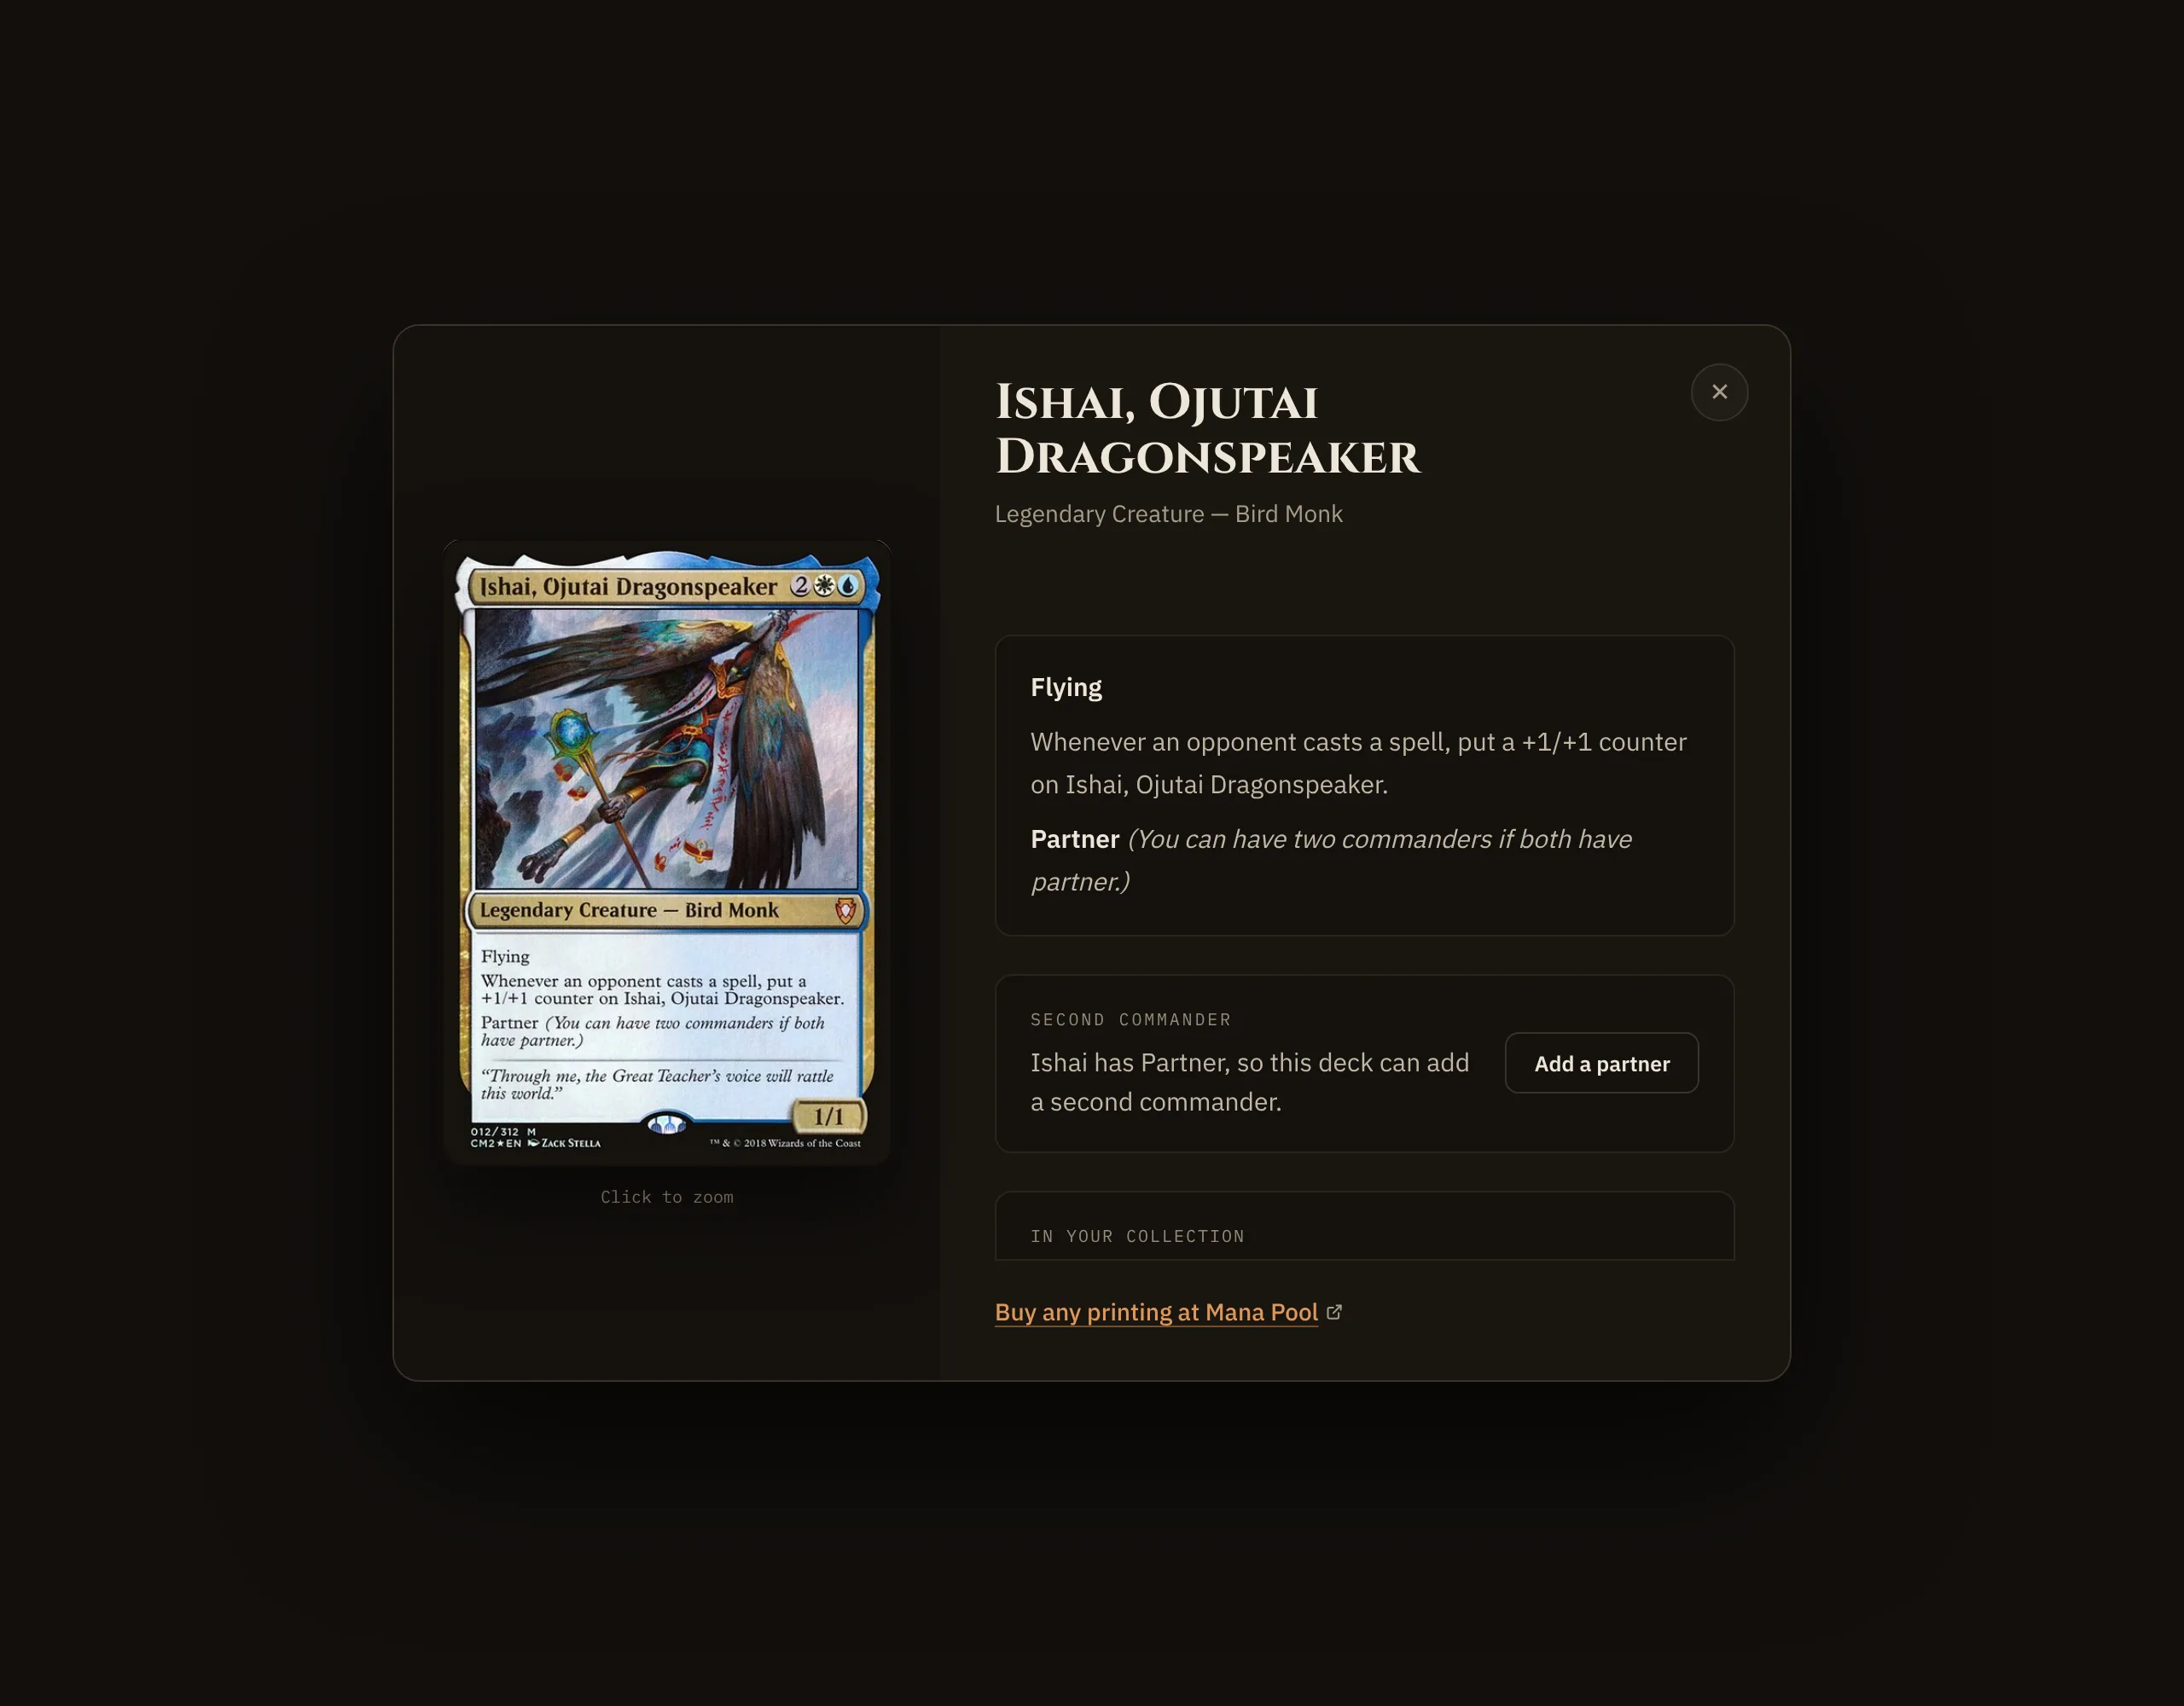 Ishai, Ojutai Dragonspeaker 2
Legendary Creature — Bird Monk
Flying
Whenever an opponent casts a spell, put a
+1/+1 counter on Ishai, Ojutai Dragonspeaker.
Partner (You can have two commanders if both
have partner.)
“Through me, the Great Teacher’s voice will rattle
this world.”
1/1
012/312 M
CM2★EN Zack Stella
™ & © 2018 Wizards of the Coast
Click to zoom
Ishai, Ojutai
Dragonspeaker
Legendary Creature — Bird Monk
Flying
Whenever an opponent casts a spell, put a +1/+1 counter
on Ishai, Ojutai Dragonspeaker.
Partner (You can have two commanders if both have
partner.)
SECOND COMMANDER
Ishai has Partner, so this deck can add
a second commander.
Add a partner
IN YOUR COLLECTION
Buy any printing at Mana Pool